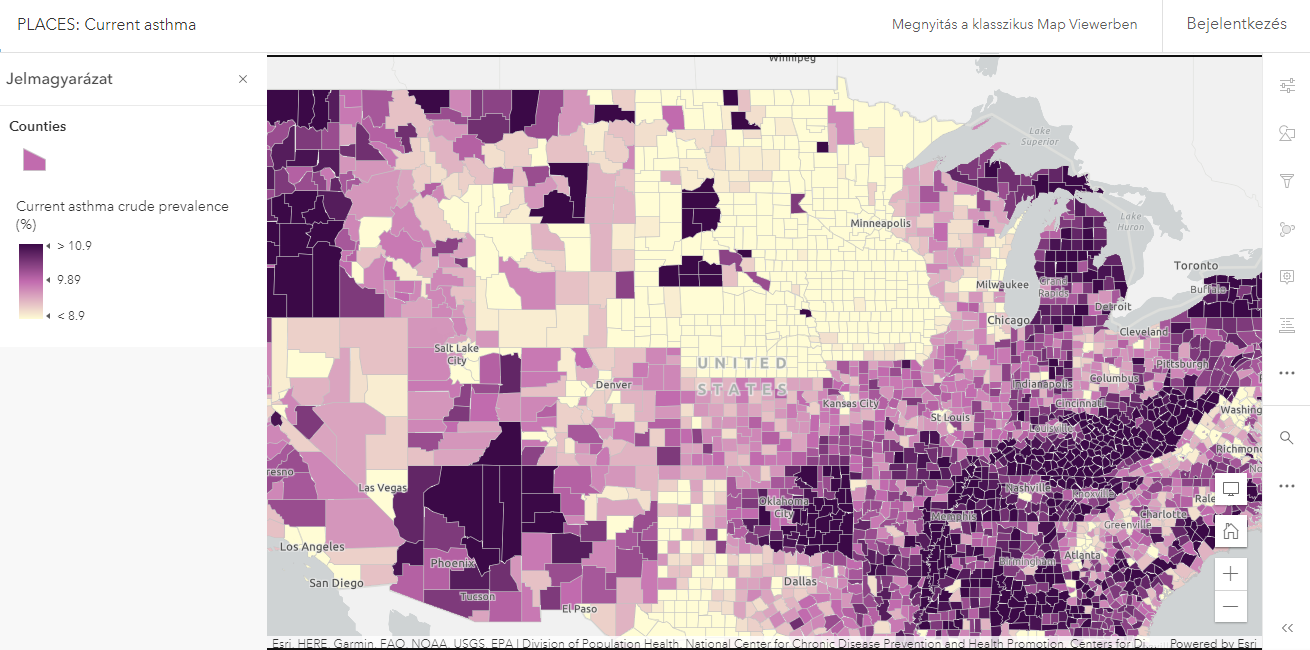 PLACES: Current asthma
Megnyitás a klasszikus Map Viewerben
Bejelentkezés
Jelmagyarázat
Counties
Current asthma crude prevalence
(%)
> 10.9
9.89
< 8.9
Winnipeg
Lake
Superior
Lake
Huron
Minneapolis
Toronto
Milwaukee
Grand
Rapids
Buffalo
Detroit
Chicago
Cleveland
Salt Lake
City
UNITED
STATES
Pittsburgh
Denver
Indianapolis
Columbus
Kansas City
Cincinnati
St Louis
Washing
Louisville
Richmond
resno
No
Las Vegas
Nashville
Knoxville
Rale
Oklahoma
City
Memphis
Charlotte
Greenville
Los Angeles
Atlanta
Birmingham
Phoenix
San Diego
Dallas
Tucson
El Paso
Esri, HERE, Garmin, FAO, NOAA, USGS, EPA | Division of Population Health, National Center for Chronic Disease Prevention and Health Promotion, Centers for Di... Powered by Esri